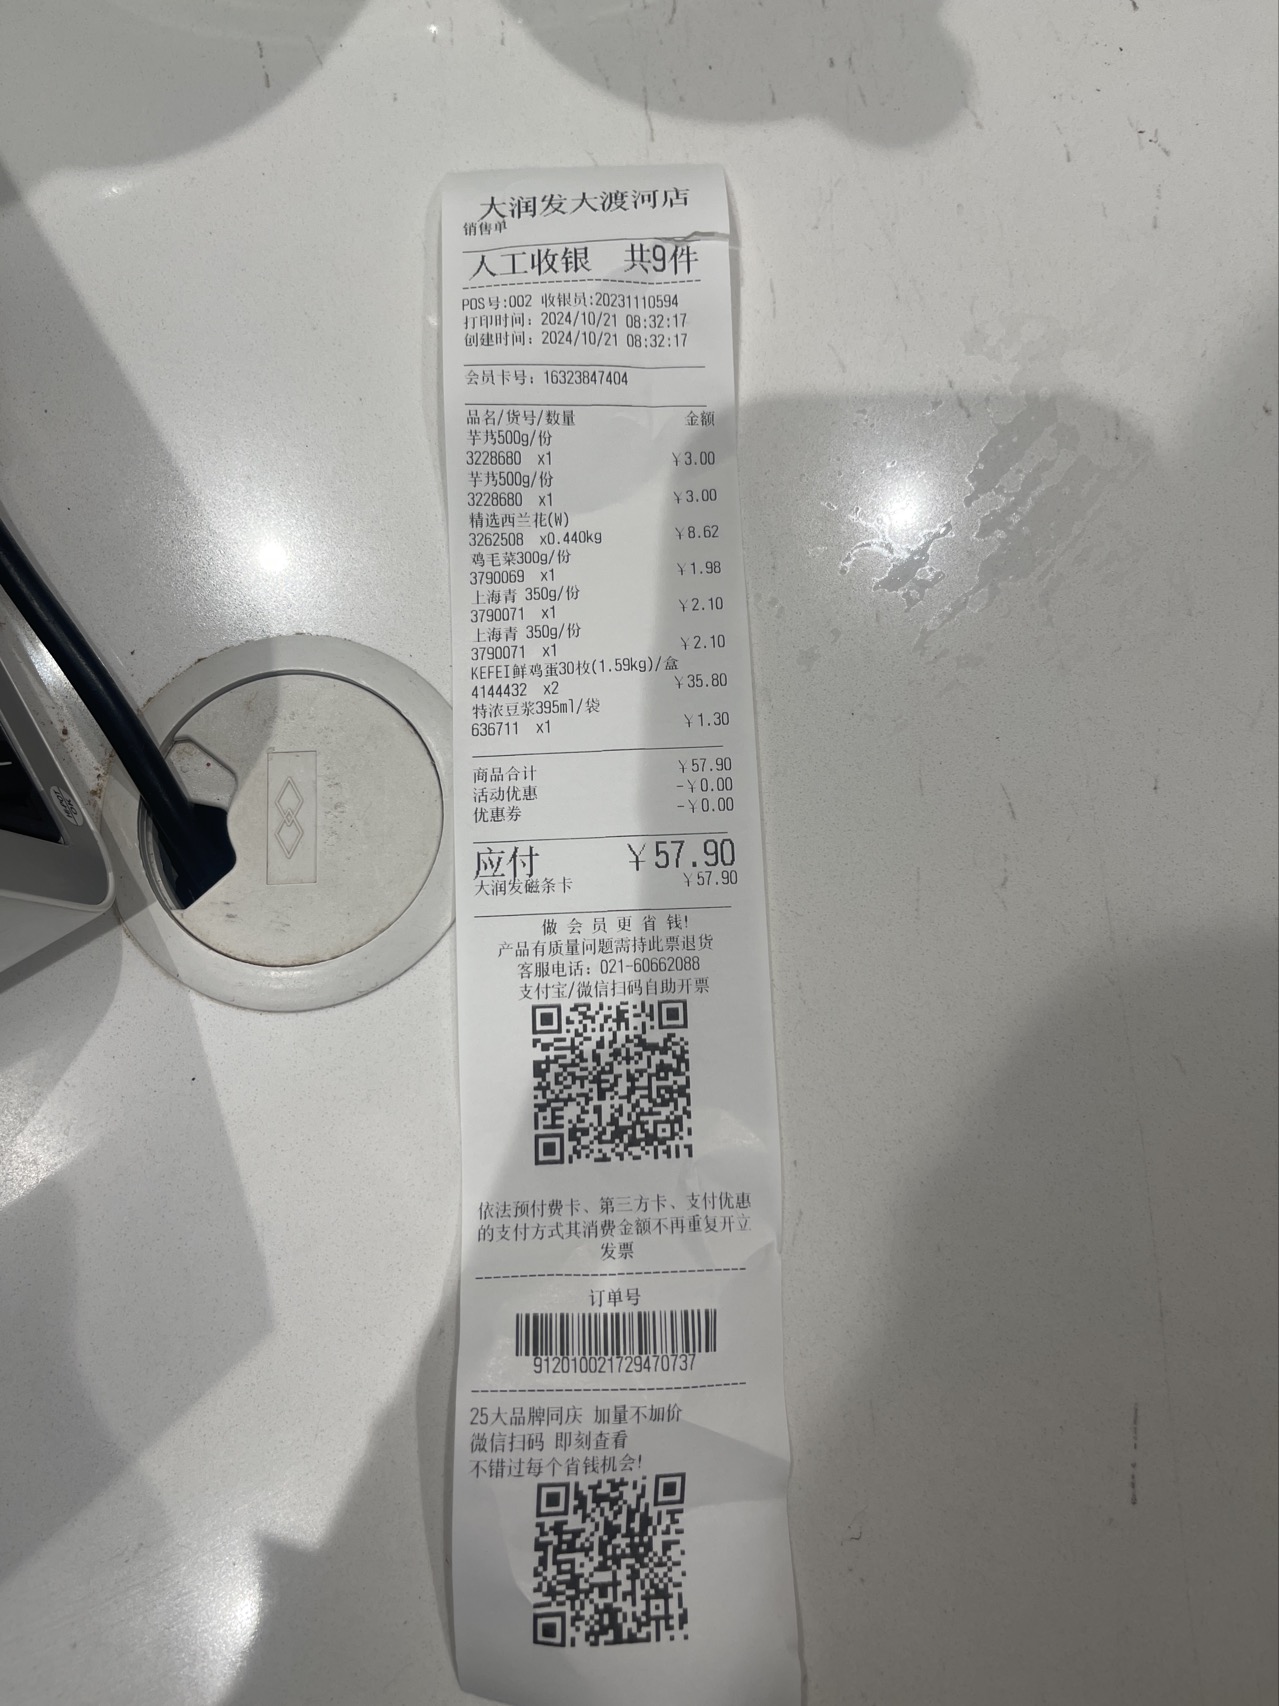 大润发大渡河店
销售单
人工收银 共9件
POS号:002 收银员:20231110594
打印时间: 2024/10/21 08:32:17
创建时间: 2024/10/21 08:32:17
会员卡号: 16323847404
品名/货号/数量 金额
芋艿500g/份
3228680 x1 ¥3.00
芋艿500g/份
3228680 x1 ¥3.00
精选西兰花(W)
3262508 x0.440kg ¥8.62
鸡毛菜300g/份
3790069 x1 ¥1.98
上海青 350g/份
3790071 x1 ¥2.10
上海青 350g/份
3790071 x1 ¥2.10
KEFEI鲜鸡蛋30枚(1.59kg)/盒
4144432 x2 ¥35.80
特浓豆浆395ml/袋
636711 x1 ¥1.30
商品合计 ¥57.90
活动优惠 -¥0.00
优惠券 -¥0.00
应付 ¥57.90
大润发磁条卡 ¥57.90
做 会 员 更 省 钱!
产品有质量问题需持此票退货
客服电话: 021-60662088
支付宝/微信扫码自助开票
依法预付费卡、第三方卡、支付优惠
的支付方式其消费金额不再重复开立
发票
订单号
912010021729470737
25大品牌同庆 加量不加价
微信扫码 即刻查看
不错过每个省钱机会!